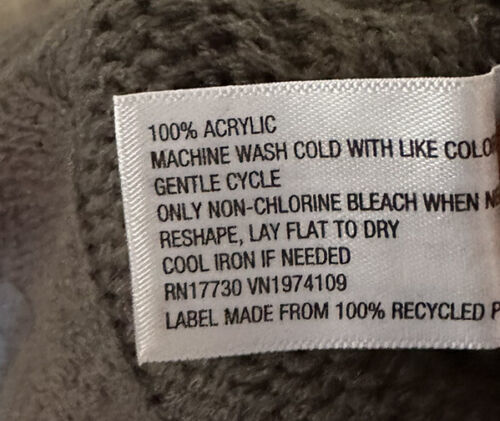 100% ACRYLIC
MACHINE WASH COLD WITH LIKE COLO
GENTLE CYCLE
ONLY NON-CHLORINE BLEACH WHEN N
RESHAPE, LAY FLAT TO DRY
COOL IRON IF NEEDED
RN17730 VN1974109
LABEL MADE FROM 100% RECYCLED P